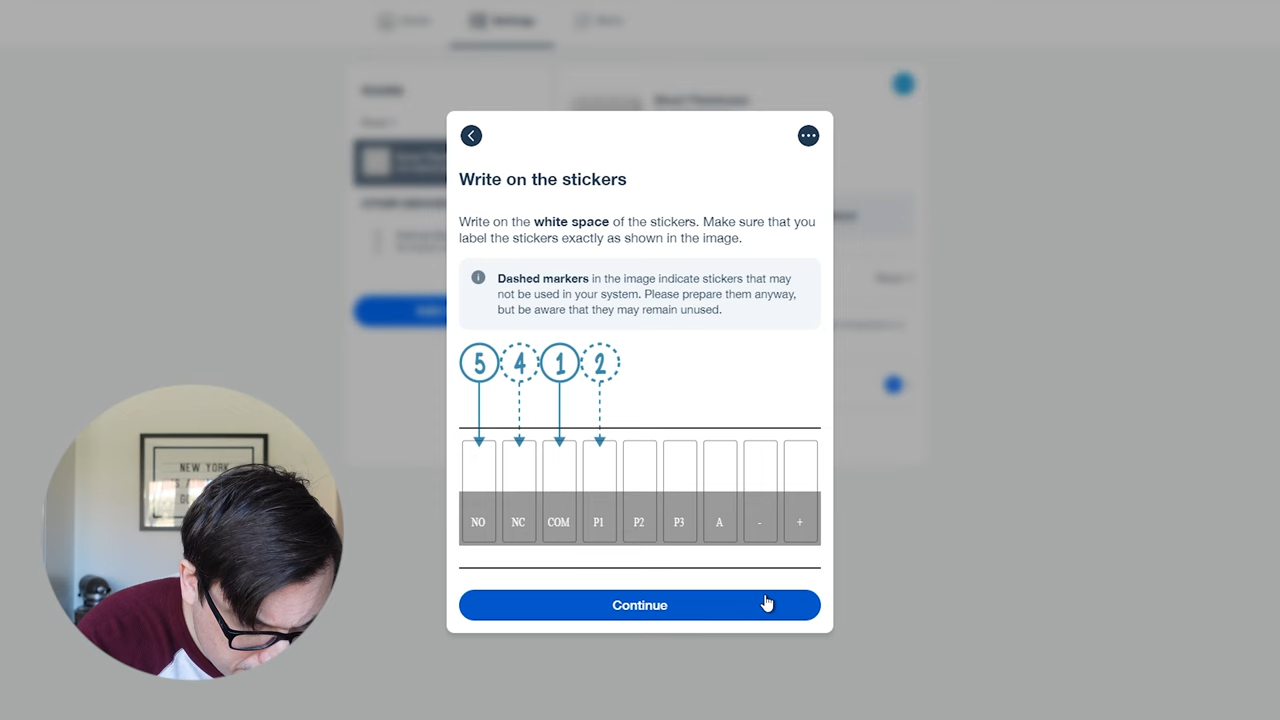 Write on the stickers
Write on the white space of the stickers. Make sure that you
label the stickers exactly as shown in the image.
Dashed markers in the image indicate stickers that may
not be used in your system. Please prepare them anyway,
but be aware that they may remain unused.
5 4 1 2
NO NC COM P1 P2 P3 A - +
Continue
NEW YORK